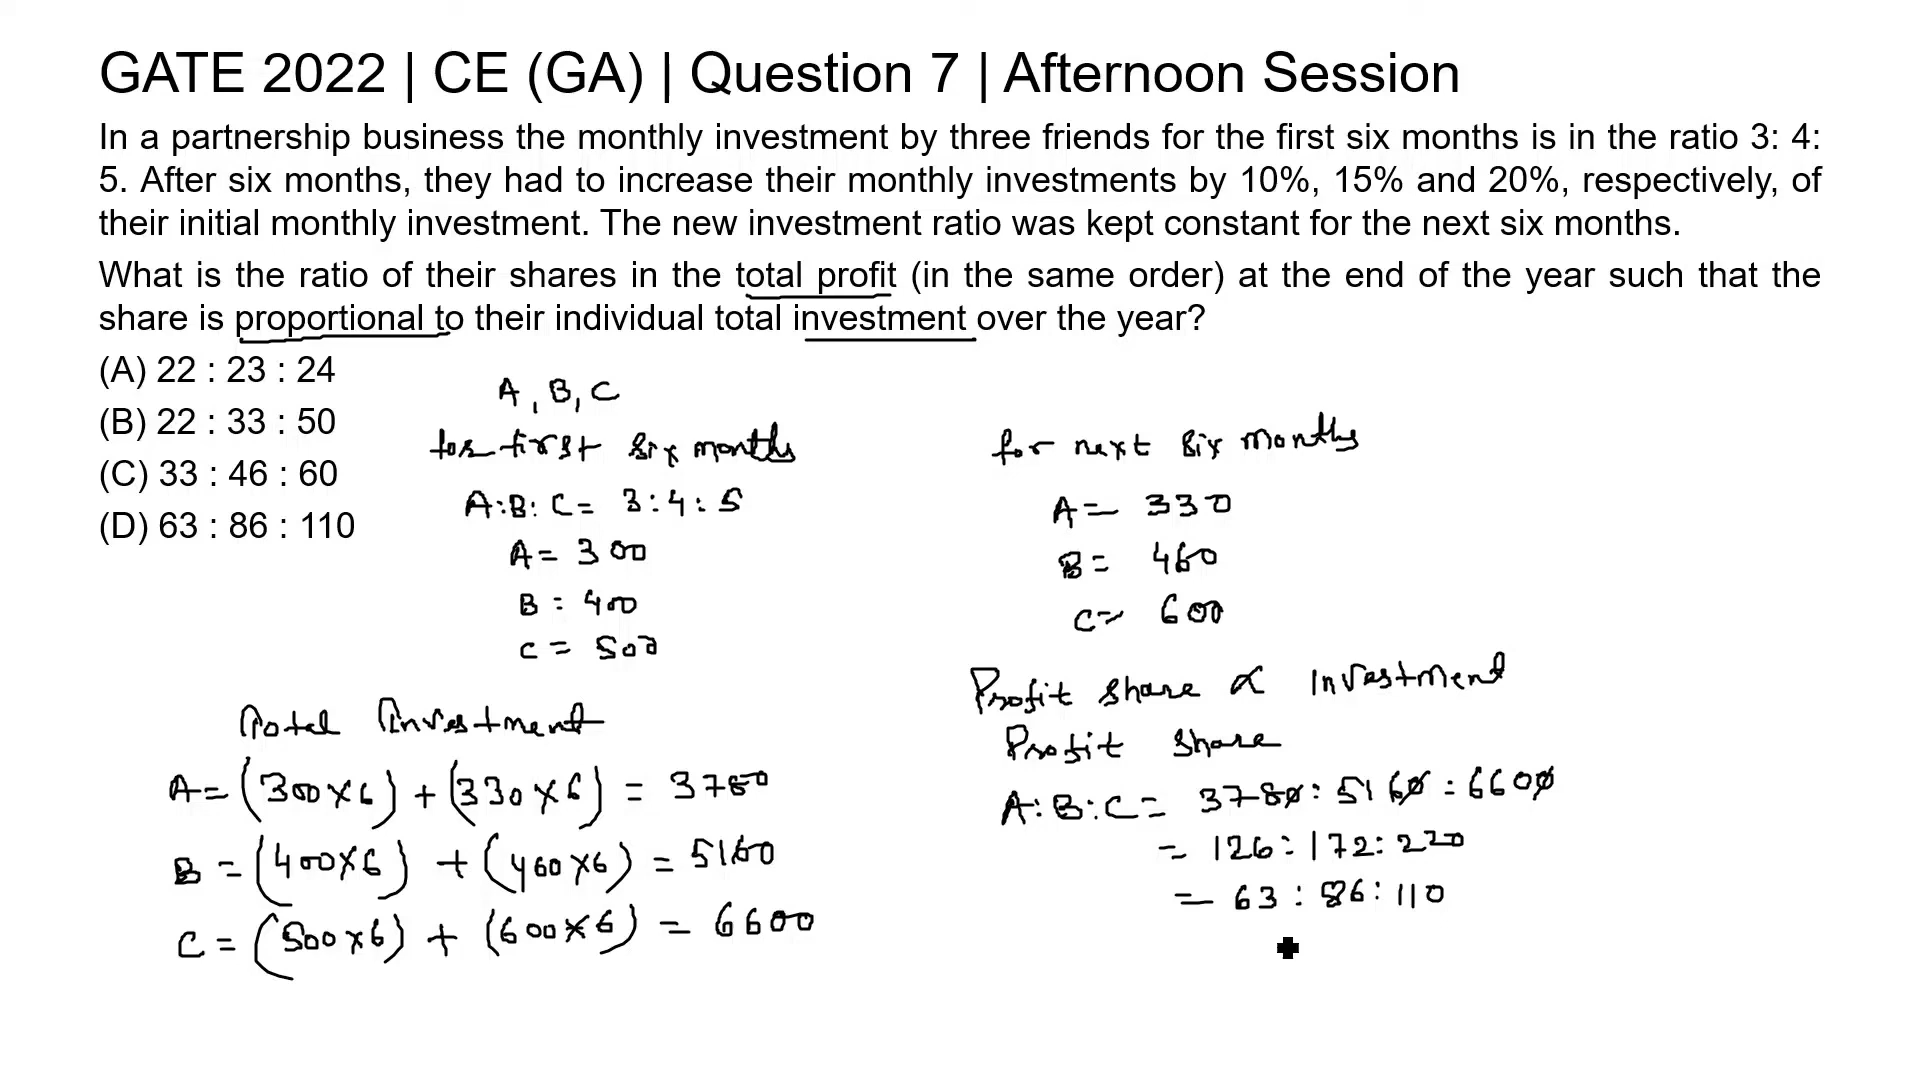 GATE 2022 | CE (GA) | Question 7 | Afternoon Session
In a partnership business the monthly investment by three friends for the first six months is in the ratio 3: 4:
5. After six months, they had to increase their monthly investments by 10%, 15% and 20%, respectively, of
their initial monthly investment. The new investment ratio was kept constant for the next six months.
What is the ratio of their shares in the total profit (in the same order) at the end of the year such that the
share is proportional to their individual total investment over the year?
(A) 22 : 23 : 24
(B) 22 : 33 : 50
(C) 33 : 46 : 60
(D) 63 : 86 : 110
A, B, C
for first six months
A:B:C= 3:4:5
A= 300
B = 400
C = 500
for next six months
A= 330
B= 460
C= 600
Total Investment
A=(300×6)+(330×6)= 3780
B=(400×6)+(460×6)=5160
C=(500×6)+(600×6)= 6600
Profit share ∝ investment
Profit share
A:B:C= 3780:5160:6600
= 126:172:220
= 63:86:110